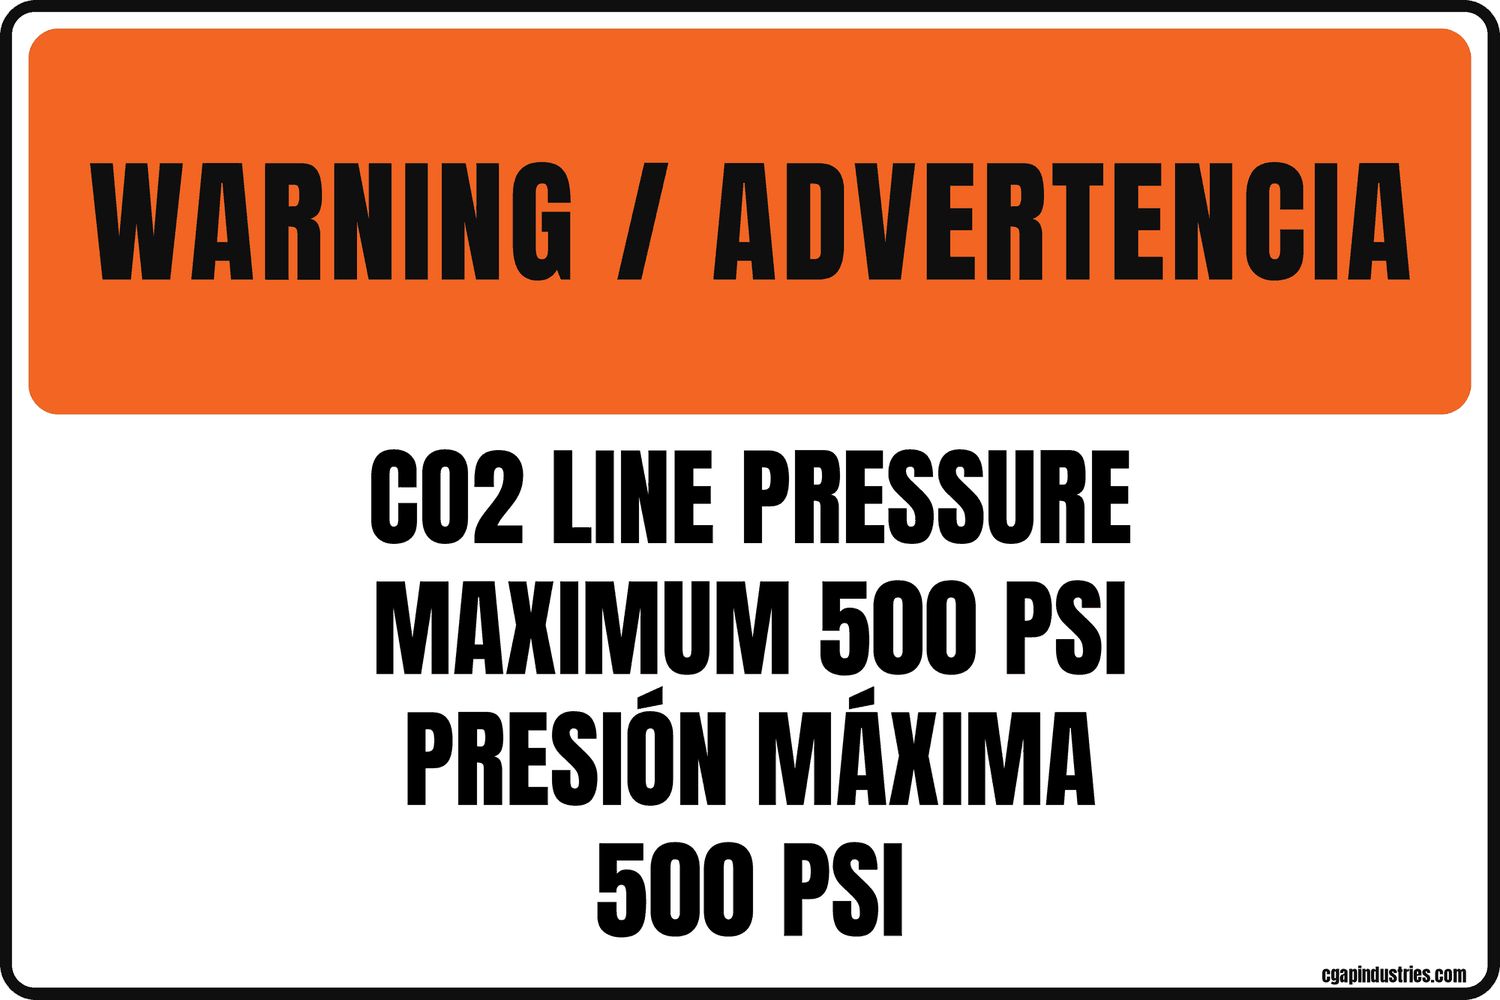 WARNING / ADVERTENCIA
CO2 LINE PRESSURE
MAXIMUM 500 PSI
PRESIÓN MÁXIMA
500 PSI
cgapindustries.com